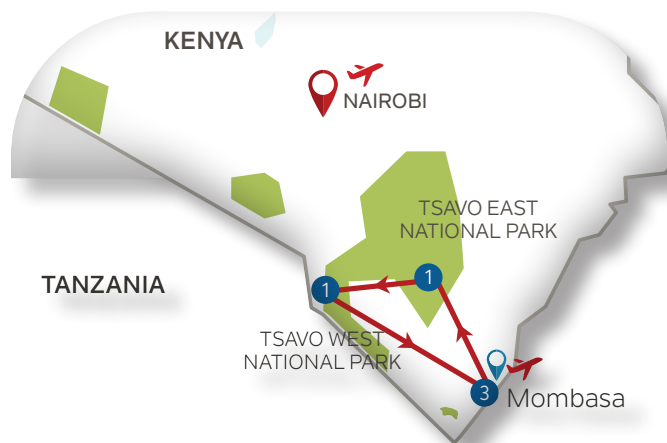 KENYA
NAIROBI
TSAVO EAST
NATIONAL PARK
TANZANIA
1
1
TSAVO WEST
NATIONAL PARK
3
Mombasa